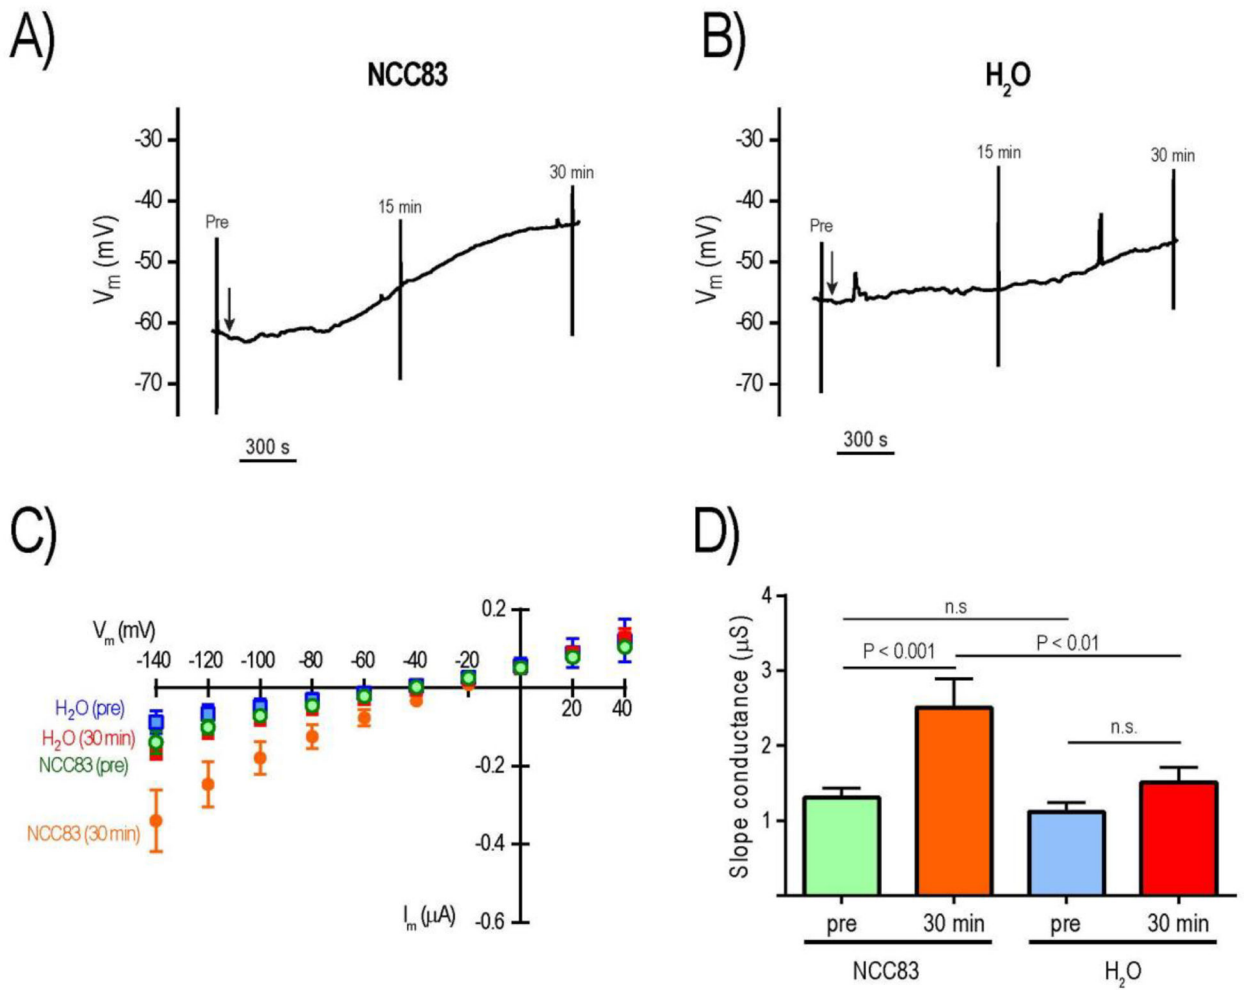 A)
NCC83
-30
-40
-50
-60
-70
Vm (mV)
Pre
15 min
30 min
300 s
B)
H2O
-30
-40
-50
-60
-70
Vm (mV)
Pre
15 min
30 min
300 s
C)
Vm (mV)
-140 -120 -100 -80 -60 -40 -20
20 40
0.2
-0.2
-0.4
-0.6
Im (µA)
H2O (pre)
H2O (30 min)
NCC83 (pre)
NCC83 (30 min)
D)
Slope conductance (µS)
4
3
2
1
n.s
P < 0.001
P < 0.01
n.s.
pre 30 min pre 30 min
NCC83 H2O